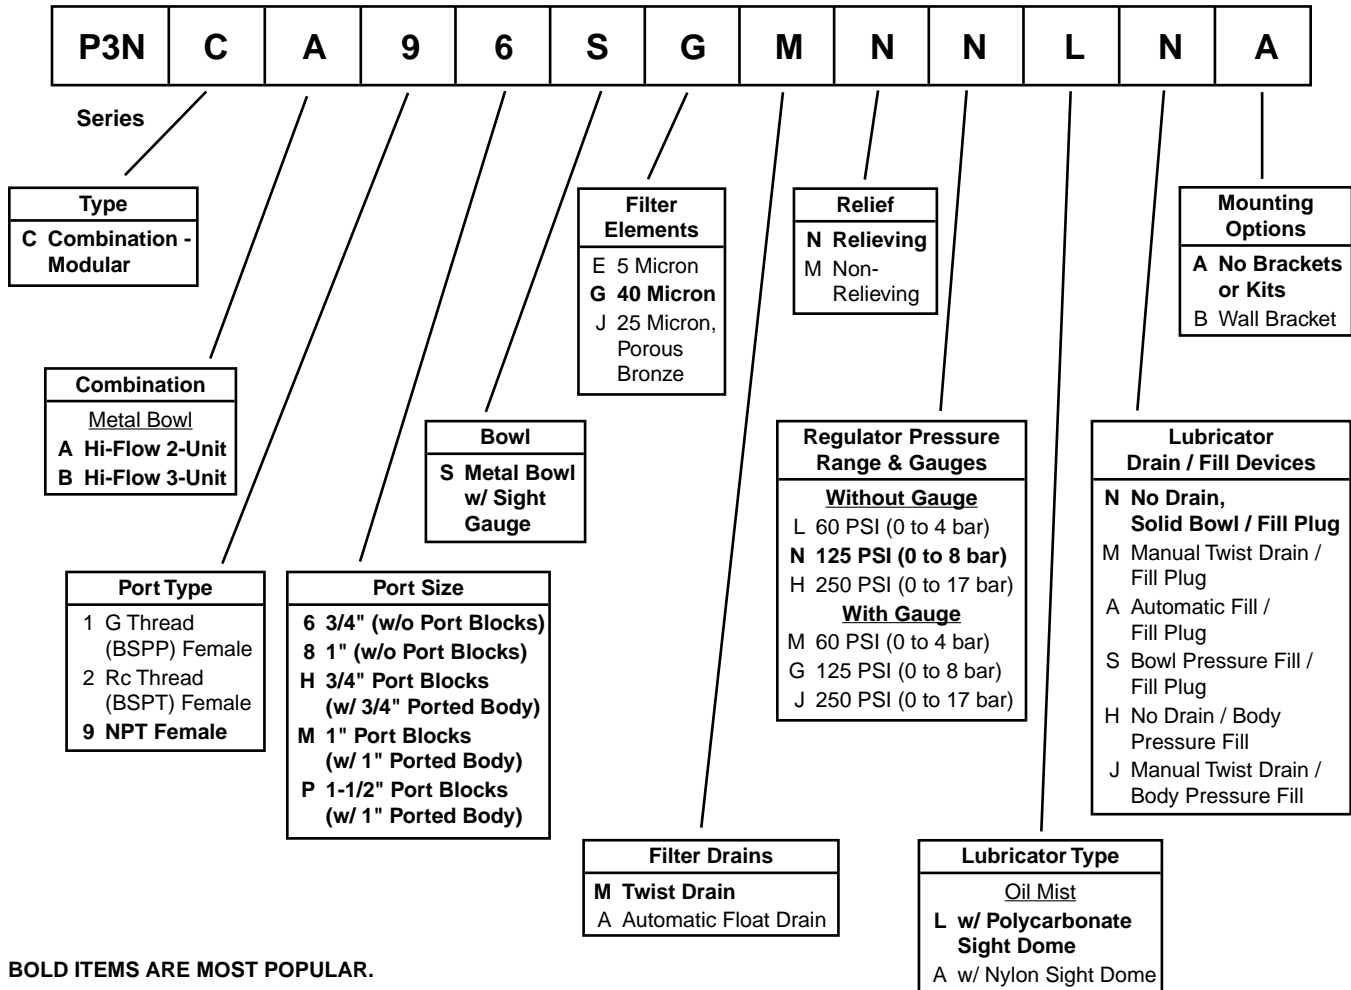 P3N C A 9 6 S G M N N L N A
Series
Type
C Combination -
Modular
Filter
Elements
E 5 Micron
G 40 Micron
J 25 Micron,
Porous
Bronze
Relief
N Relieving
M Non-
Relieving
Mounting
Options
A No Brackets
or Kits
B Wall Bracket
Combination
Metal Bowl
A Hi-Flow 2-Unit
B Hi-Flow 3-Unit
Bowl
S Metal Bowl
w/ Sight
Gauge
Regulator Pressure
Range & Gauges
Without Gauge
L 60 PSI (0 to 4 bar)
N 125 PSI (0 to 8 bar)
H 250 PSI (0 to 17 bar)
With Gauge
M 60 PSI (0 to 4 bar)
G 125 PSI (0 to 8 bar)
J 250 PSI (0 to 17 bar)
Lubricator
Drain / Fill Devices
N No Drain,
Solid Bowl / Fill Plug
M Manual Twist Drain /
Fill Plug
A Automatic Fill /
Fill Plug
S Bowl Pressure Fill /
Fill Plug
H No Drain / Body
Pressure Fill
J Manual Twist Drain /
Body Pressure Fill
Port Type
1 G Thread
(BSPP) Female
2 Rc Thread
(BSPT) Female
9 NPT Female
Port Size
6 3/4" (w/o Port Blocks)
8 1" (w/o Port Blocks)
H 3/4" Port Blocks
(w/ 3/4" Ported Body)
M 1" Port Blocks
(w/ 1" Ported Body)
P 1-1/2" Port Blocks
(w/ 1" Ported Body)
Filter Drains
M Twist Drain
A Automatic Float Drain
Lubricator Type
Oil Mist
L w/ Polycarbonate
Sight Dome
A w/ Nylon Sight Dome
BOLD ITEMS ARE MOST POPULAR.